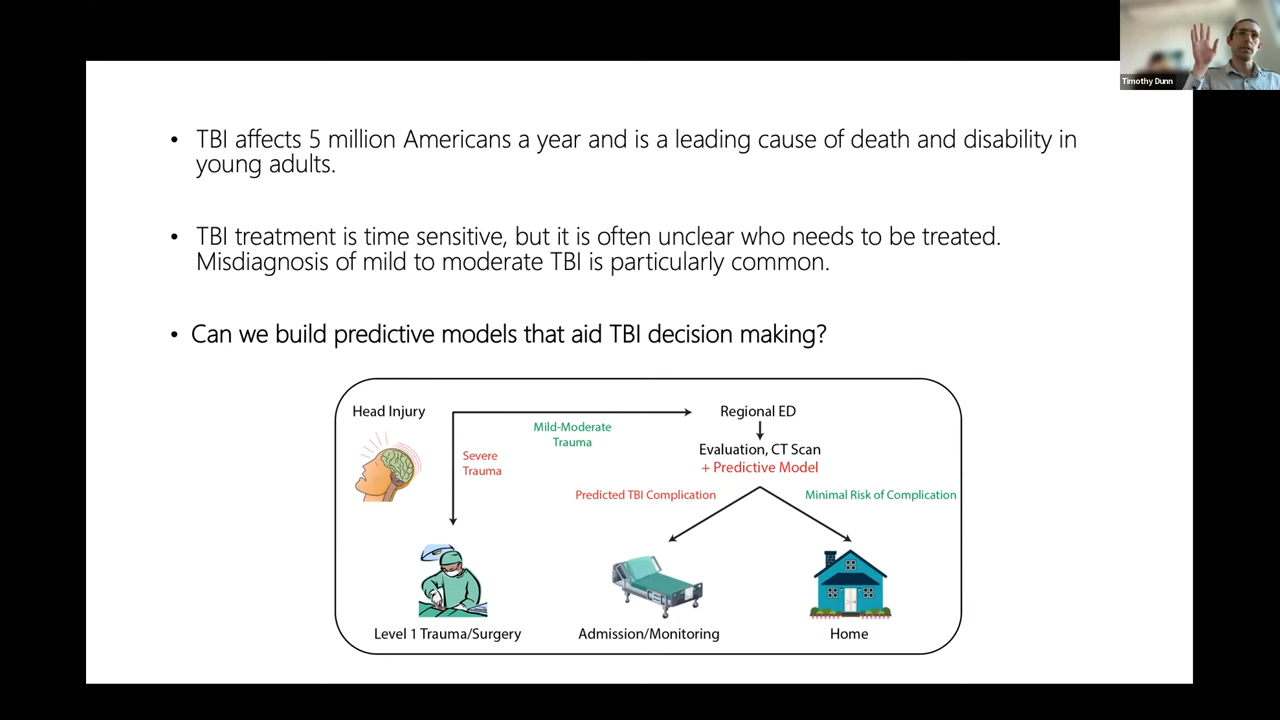 Timothy Dunn
• TBI affects 5 million Americans a year and is a leading cause of death and disability in
young adults.
• TBI treatment is time sensitive, but it is often unclear who needs to be treated.
Misdiagnosis of mild to moderate TBI is particularly common.
• Can we build predictive models that aid TBI decision making?
Head Injury
Mild-Moderate
Trauma
Severe
Trauma
Regional ED
Evaluation, CT Scan
+ Predictive Model
Predicted TBI Complication
Minimal Risk of Complication
Level 1 Trauma/Surgery
Admission/Monitoring
Home